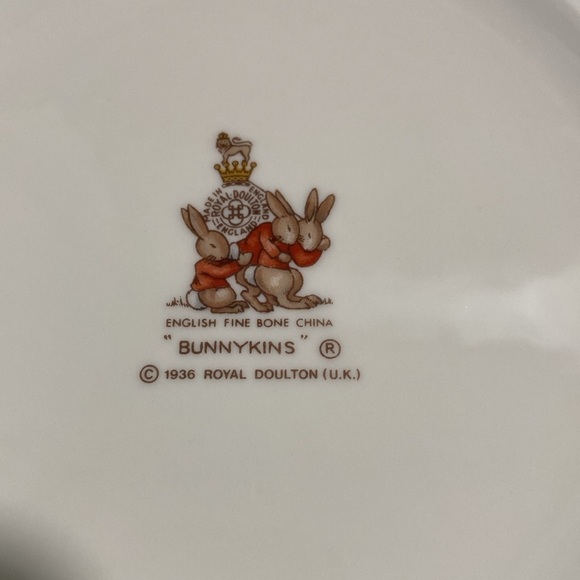 MADE IN ENGLAND
ROYAL·DOULTON
ENGLAND
ENGLISH FINE BONE CHINA
"BUNNYKINS" ®
© 1936 ROYAL DOULTON (U.K.)